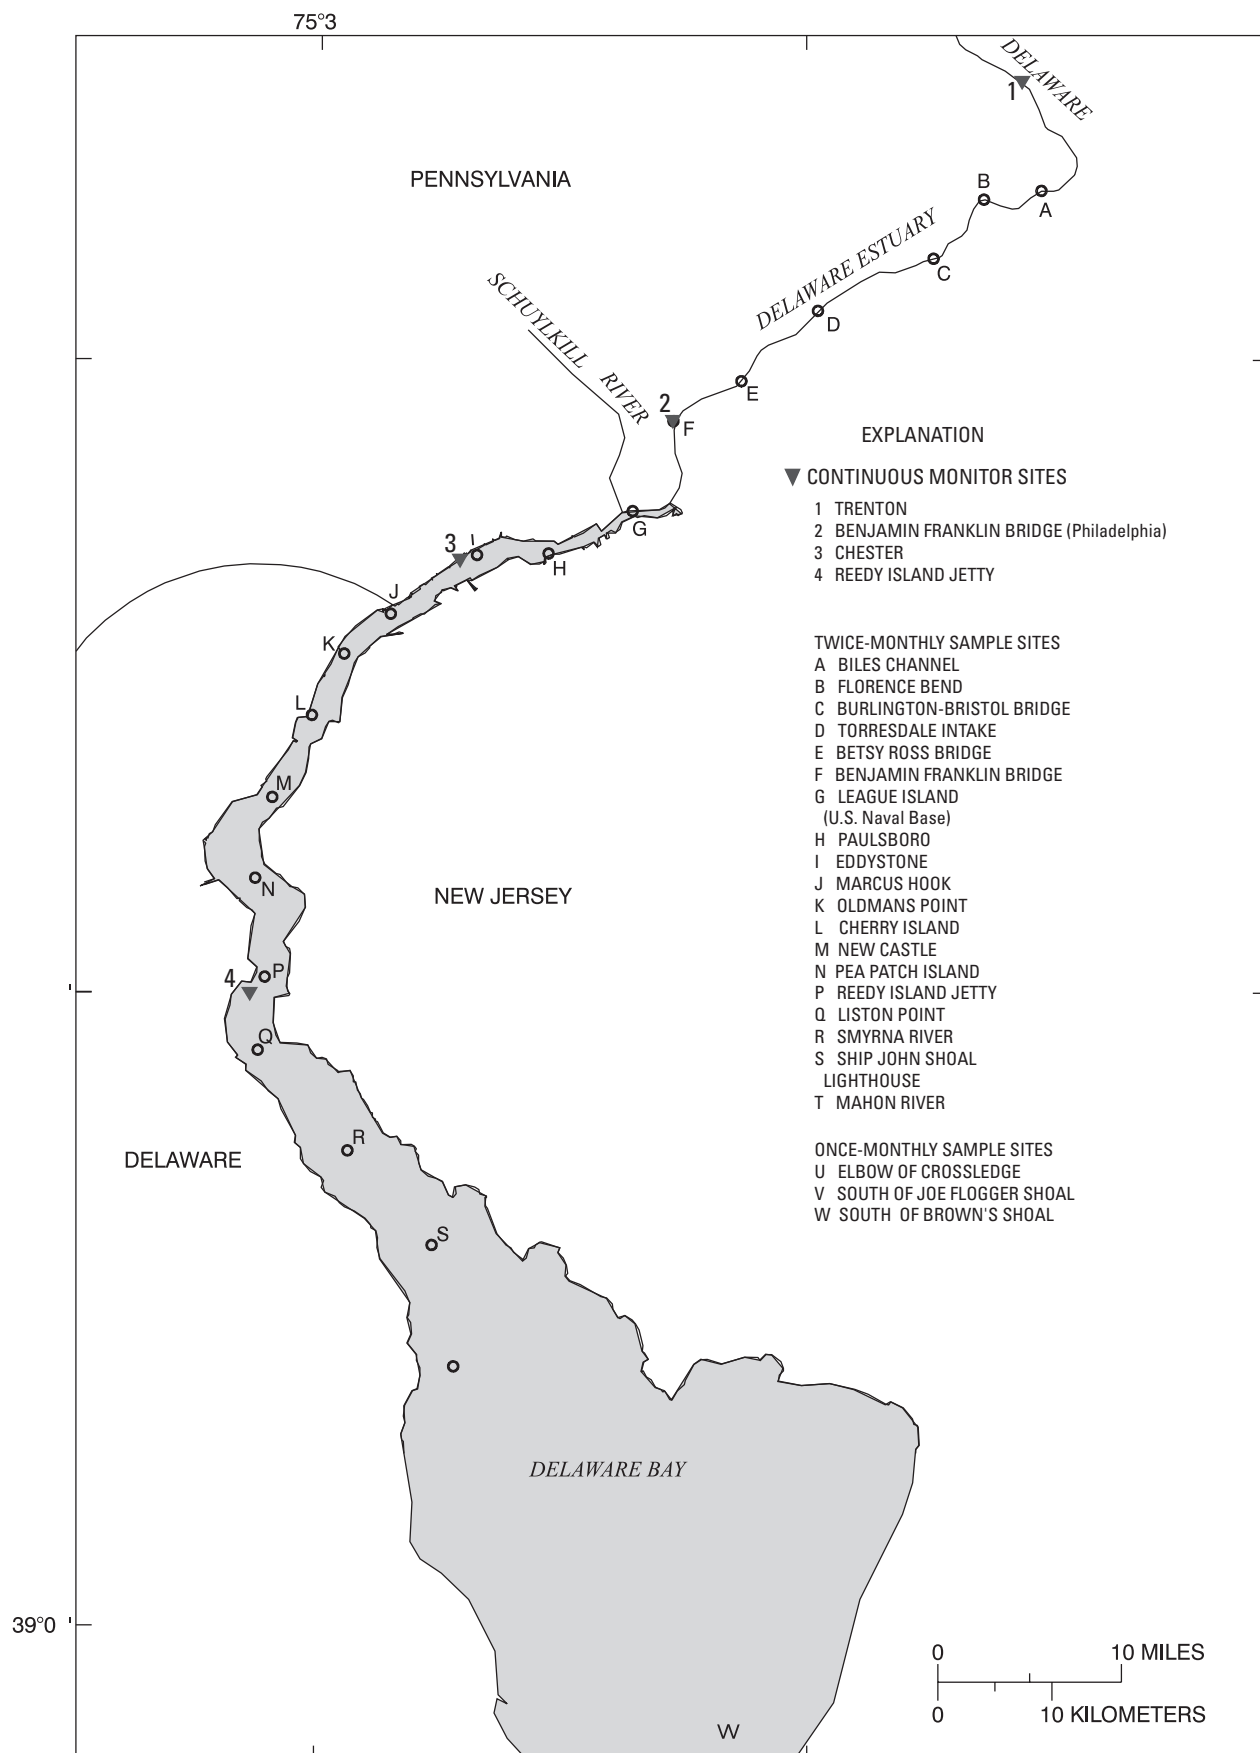 75°3
DELAWARE
1
PENNSYLVANIA
B
A
DELAWARE ESTUARY
C
SCHUYLKILL RIVER
D
E
2
F
EXPLANATION
CONTINUOUS MONITOR SITES
1 TRENTON
2 BENJAMIN FRANKLIN BRIDGE (Philadelphia)
3 CHESTER
4 REEDY ISLAND JETTY
G
3
I
H
J
K
L
M
N
NEW JERSEY
4
P
Q
TWICE-MONTHLY SAMPLE SITES
A BILES CHANNEL
B FLORENCE BEND
C BURLINGTON-BRISTOL BRIDGE
D TORRESDALE INTAKE
E BETSY ROSS BRIDGE
F BENJAMIN FRANKLIN BRIDGE
G LEAGUE ISLAND
(U.S. Naval Base)
H PAULSBORO
I EDDYSTONE
J MARCUS HOOK
K OLDMANS POINT
L CHERRY ISLAND
M NEW CASTLE
N PEA PATCH ISLAND
P REEDY ISLAND JETTY
Q LISTON POINT
R SMYRNA RIVER
S SHIP JOHN SHOAL
LIGHTHOUSE
T MAHON RIVER
ONCE-MONTHLY SAMPLE SITES
U ELBOW OF CROSSLEDGE
V SOUTH OF JOE FLOGGER SHOAL
W SOUTH OF BROWN'S SHOAL
DELAWARE
R
S
DELAWARE BAY
39°0 '
0 10 MILES
0 10 KILOMETERS
W